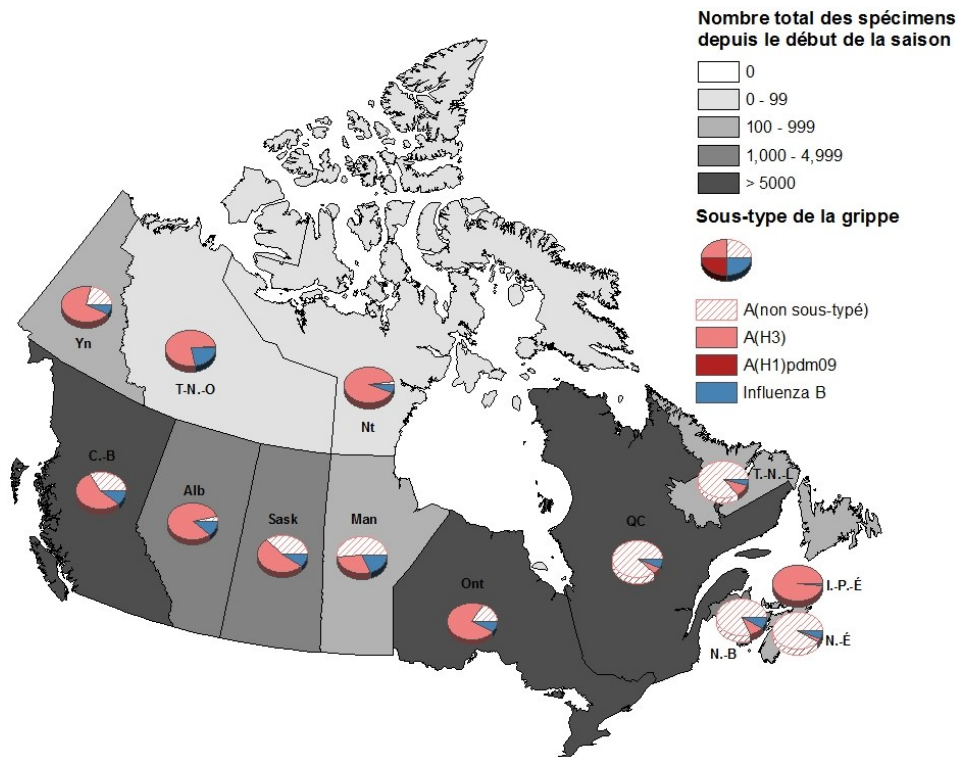 Nombre total des spécimens
depuis le début de la saison
0
0 - 99
100 - 999
1,000 - 4,999
> 5000
Sous-type de la grippe
A(non sous-typé)
A(H3)
A(H1)pdm09
Influenza B
Yn
T-N.-O
Nt
C.-B
Alb
Sask
Man
Ont
QC
T.-N.-L
I.-P.-É
N.-B
N.-É